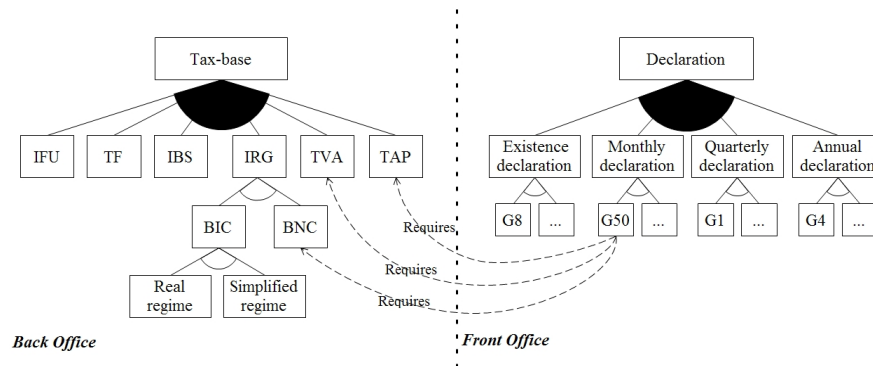 Tax-base
Declaration
IFU
TF
IBS
IRG
TVA
TAP
Existence
declaration
Monthly
declaration
Quarterly
declaration
Annual
declaration
BIC
BNC
G8
...
G50
...
G1
...
G4
...
Requires
Requires
Requires
Real
regime
Simplified
regime
Back Office
Front Office